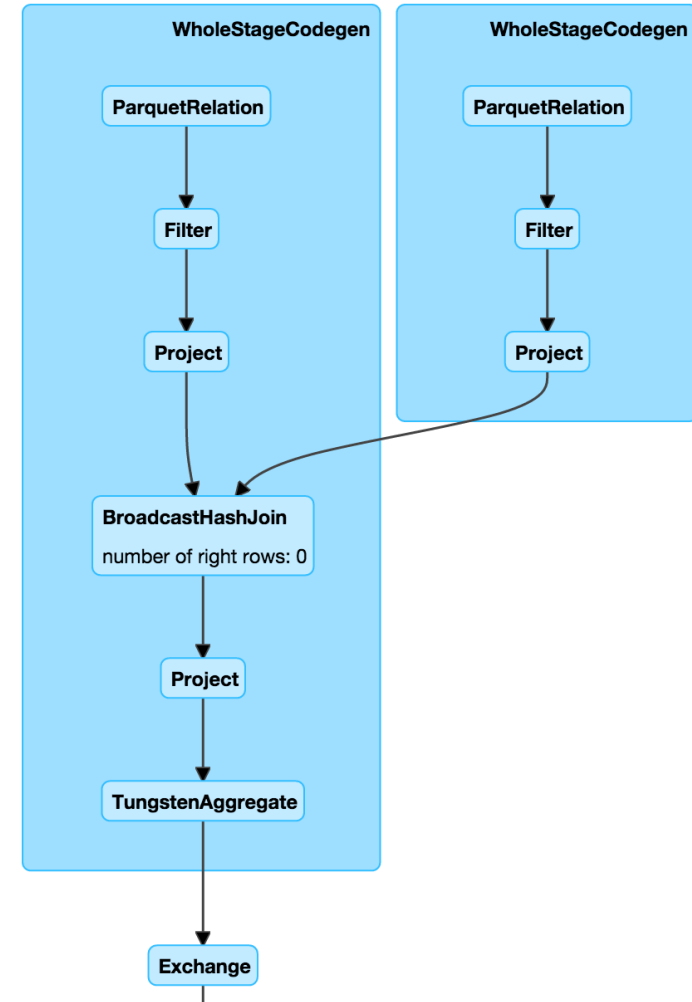 WholeStageCodegen
ParquetRelation
Filter
Project
BroadcastHashJoin
number of right rows: 0
Project
TungstenAggregate
Exchange
WholeStageCodegen
ParquetRelation
Filter
Project